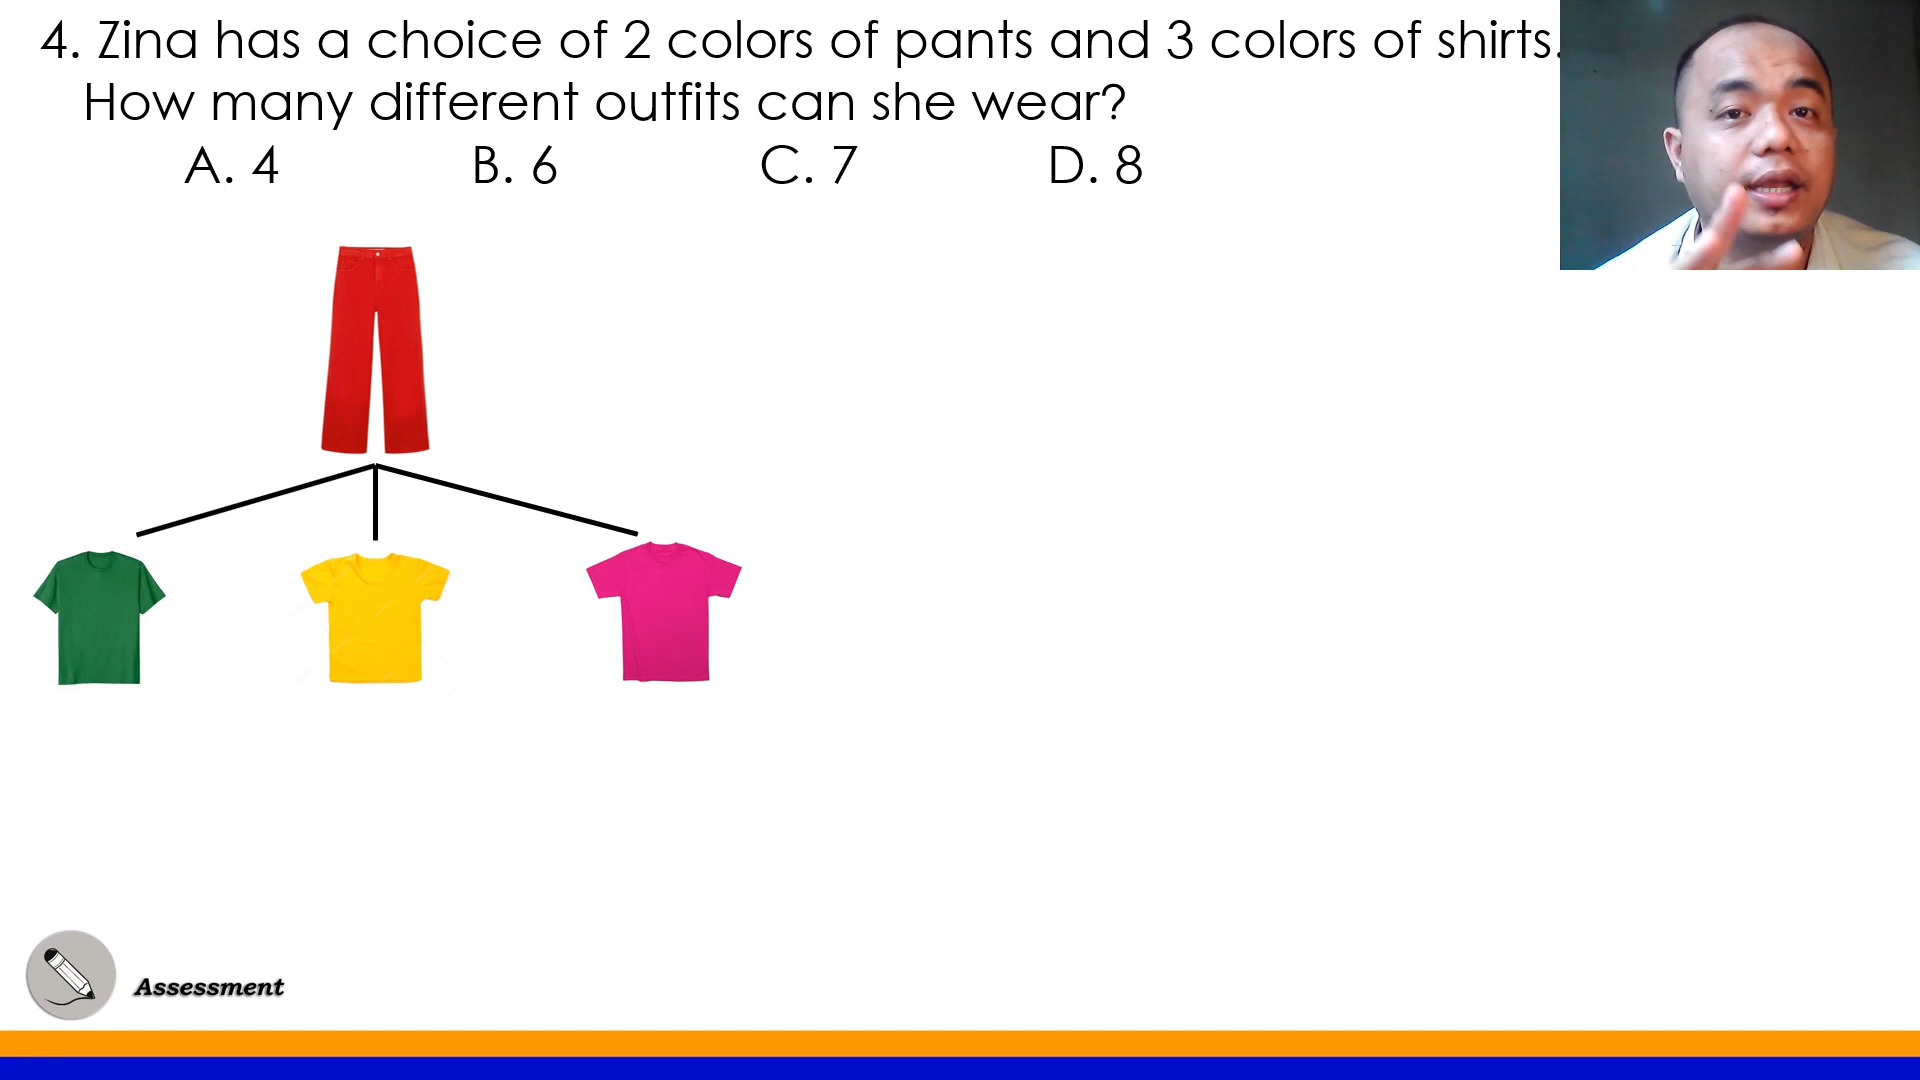 4. Zina has a choice of 2 colors of pants and 3 colors of shirts.
How many different outfits can she wear?
A. 4 B. 6 C. 7 D. 8
Assessment